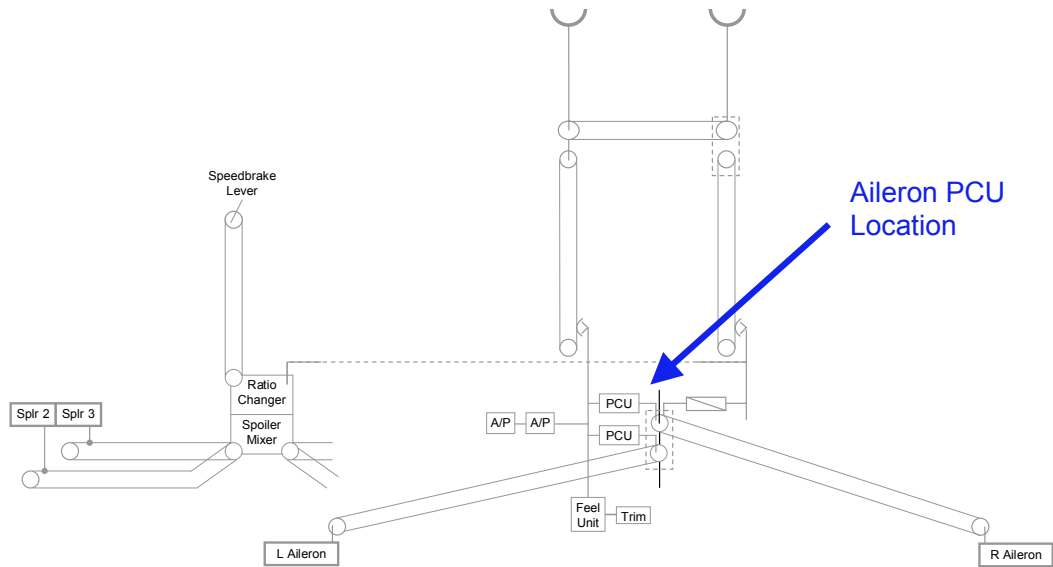 Speedbrake
Lever
Aileron PCU
Location
Ratio
Changer
Splr 2
Splr 3
Spoiler
Mixer
A/P
A/P
PCU
PCU
Feel
Unit
Trim
L Aileron
R Aileron